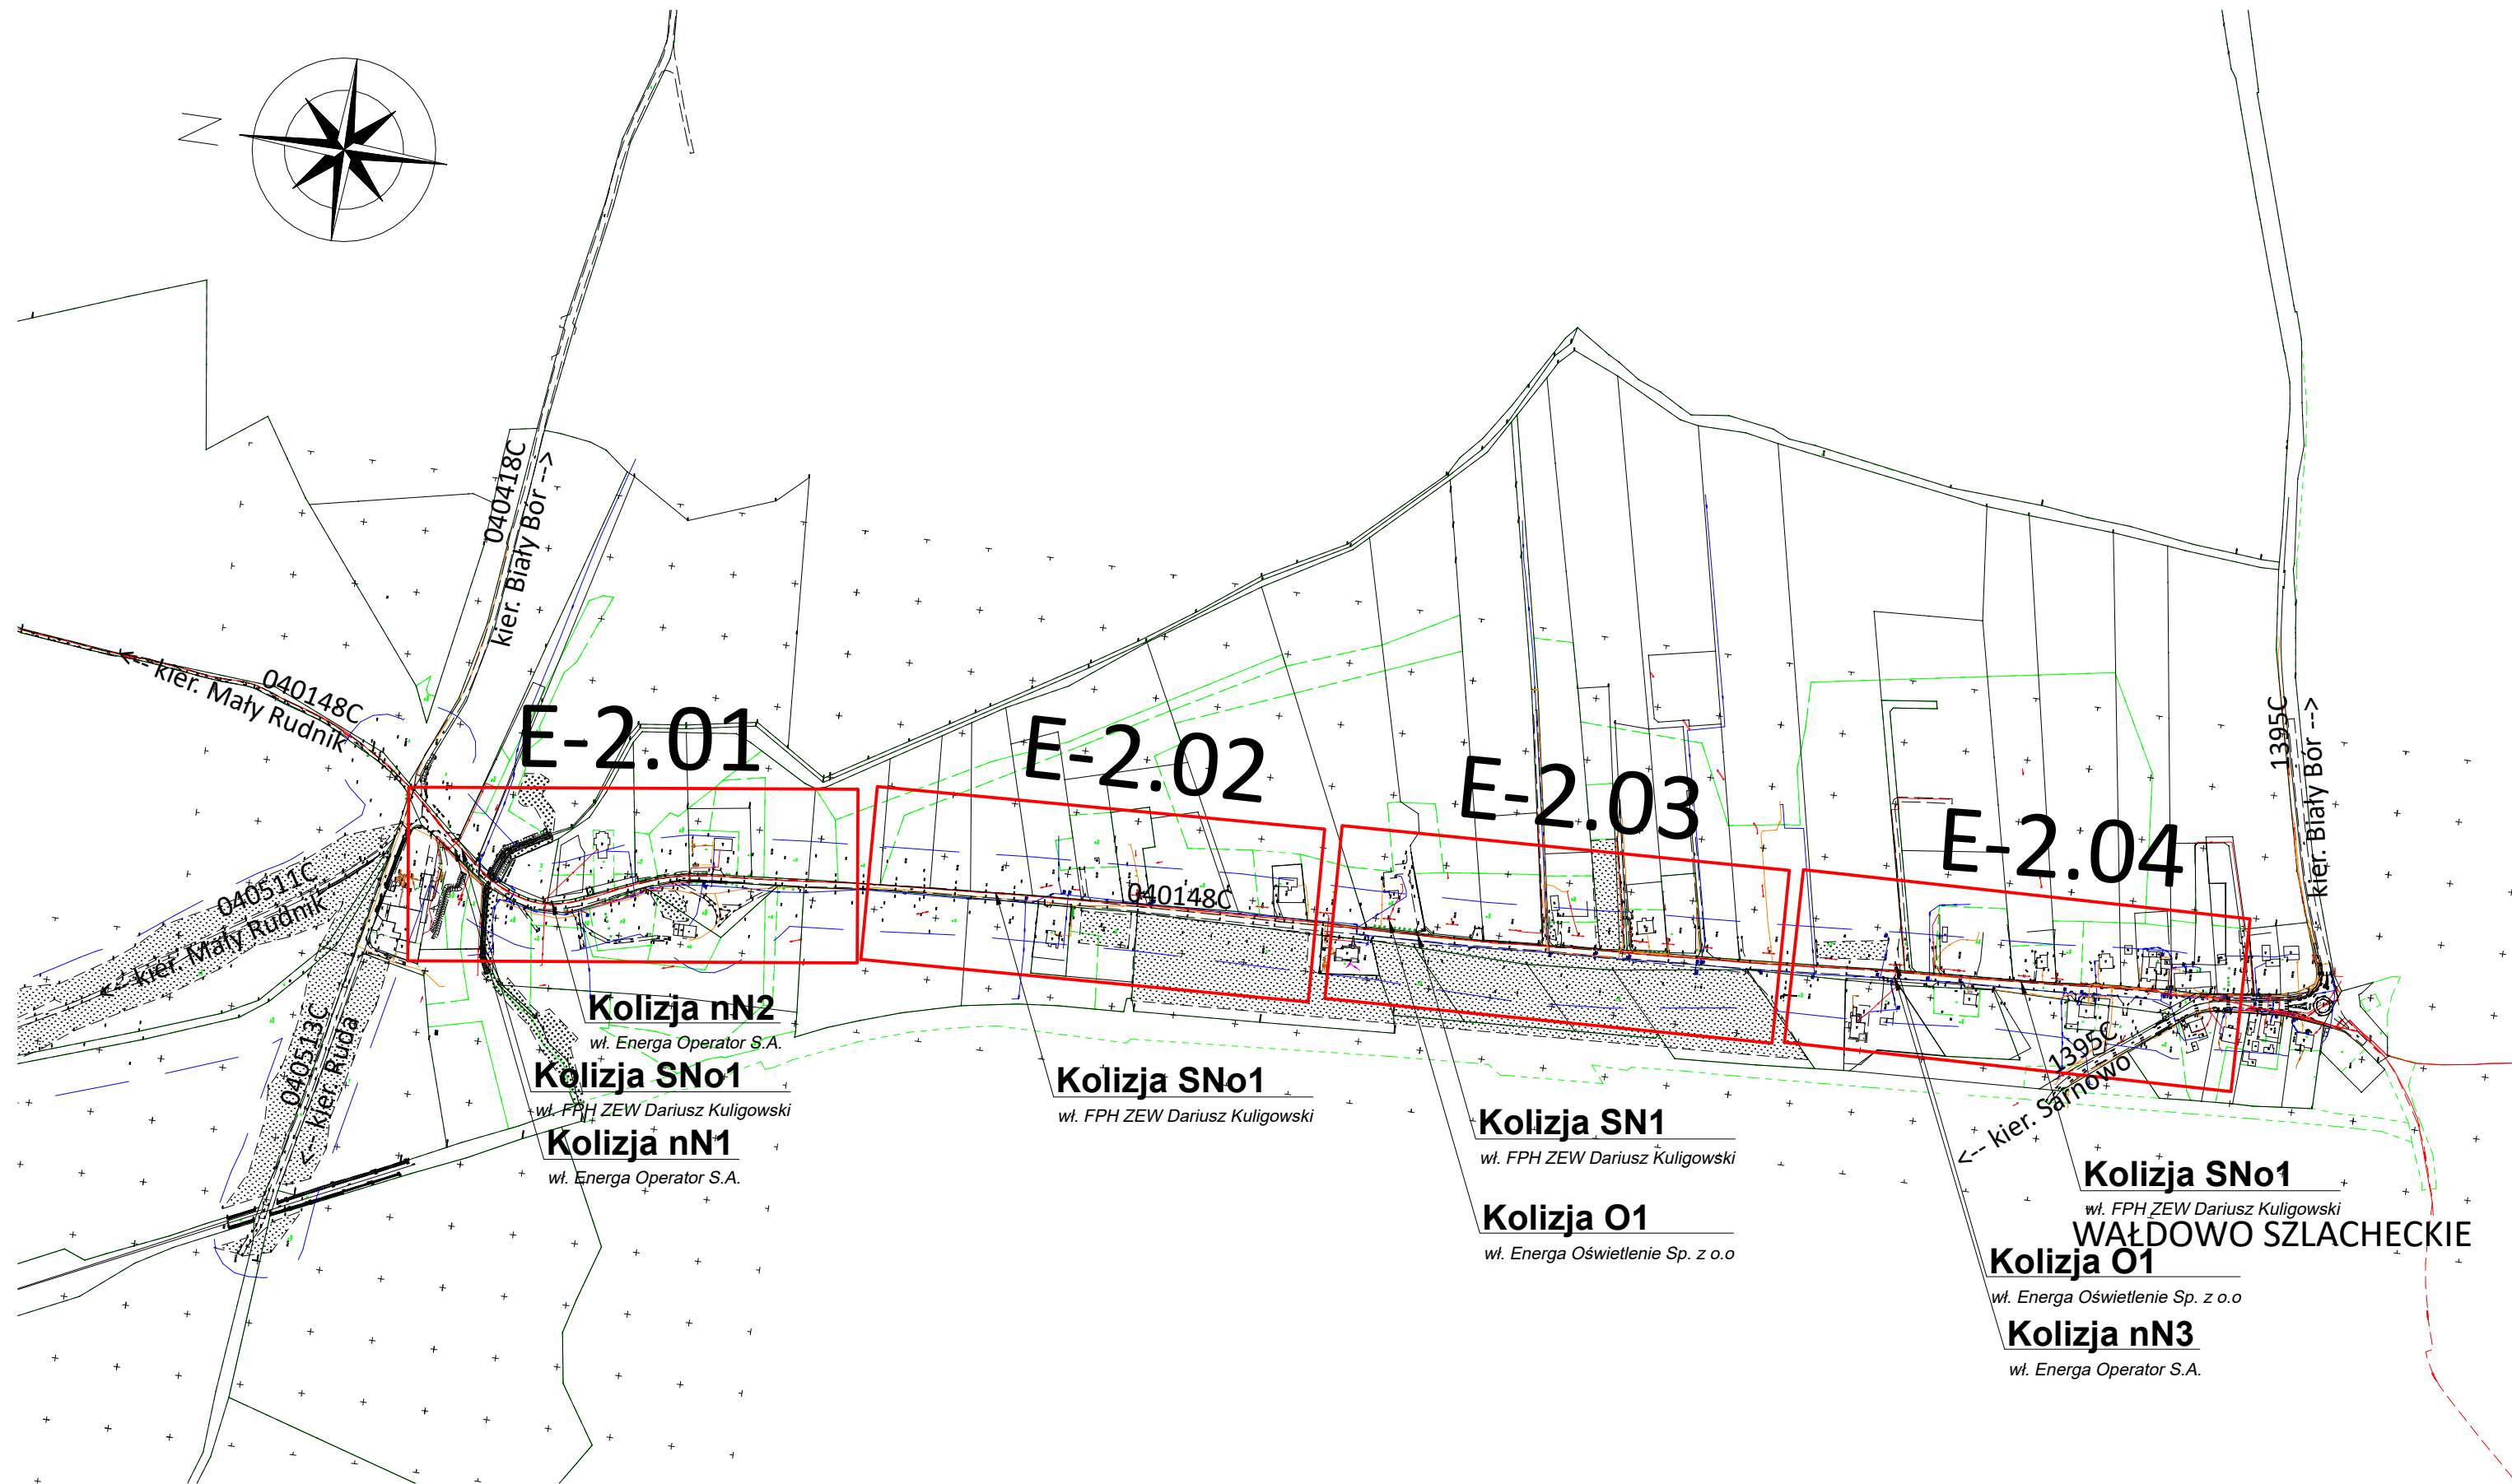 N
040418C
kier. Biały Bór -->
040148C
<-- kier. Mały Rudnik
E-2.01
E-2.02
E-2.03
E-2.04
1395C
kier. Biały Bór -->
040511C
<-- kier. Mały Rudnik
040148C
040513C
<-- kier. Ruda
Kolizja nN2
wł. Energa Operator S.A.
Kolizja SNo1
wł. FPH ZEW Dariusz Kuligowski
Kolizja nN1
wł. Energa Operator S.A.
Kolizja SNo1
wł. FPH ZEW Dariusz Kuligowski
Kolizja SN1
wł. FPH ZEW Dariusz Kuligowski
Kolizja O1
wł. Energa Oświetlenie Sp. z o.o
1395C
<-- kier. Sarnowo
Kolizja SNo1
wł. FPH ZEW Dariusz Kuligowski
WAŁDOWO SZLACHECKIE
Kolizja O1
wł. Energa Oświetlenie Sp. z o.o
Kolizja nN3
wł. Energa Operator S.A.